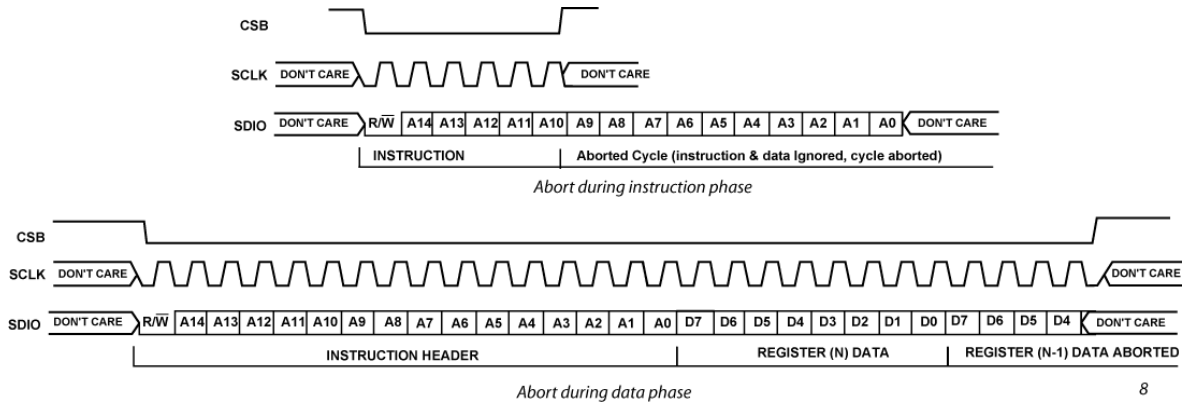 CSB
SCLK DON'T CARE DON'T CARE
SDIO DON'T CARE R/W̅ A14 A13 A12 A11 A10 A9 A8 A7 A6 A5 A4 A3 A2 A1 A0 DON'T CARE
INSTRUCTION Aborted Cycle (instruction & data Ignored, cycle aborted)
Abort during instruction phase
CSB
SCLK DON'T CARE DON'T CARE
SDIO DON'T CARE R/W̅ A14 A13 A12 A11 A10 A9 A8 A7 A6 A5 A4 A3 A2 A1 A0 D7 D6 D5 D4 D3 D2 D1 D0 D7 D6 D5 D4 DON'T CARE
INSTRUCTION HEADER REGISTER (N) DATA REGISTER (N-1) DATA ABORTED
Abort during data phase 8